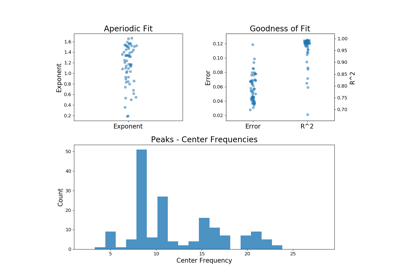 Aperiodic Fit
Exponent
1.6
1.4
1.2
1.0
0.8
0.6
0.4
0.2
Exponent
Goodness of Fit
Error
0.12
0.10
0.08
0.06
0.04
0.02
1.00
0.95
0.90
0.85
0.80
0.75
0.70
R^2
Error
R^2
Peaks - Center Frequencies
Count
50
40
30
20
10
0
5
10
15
20
25
Center Frequency